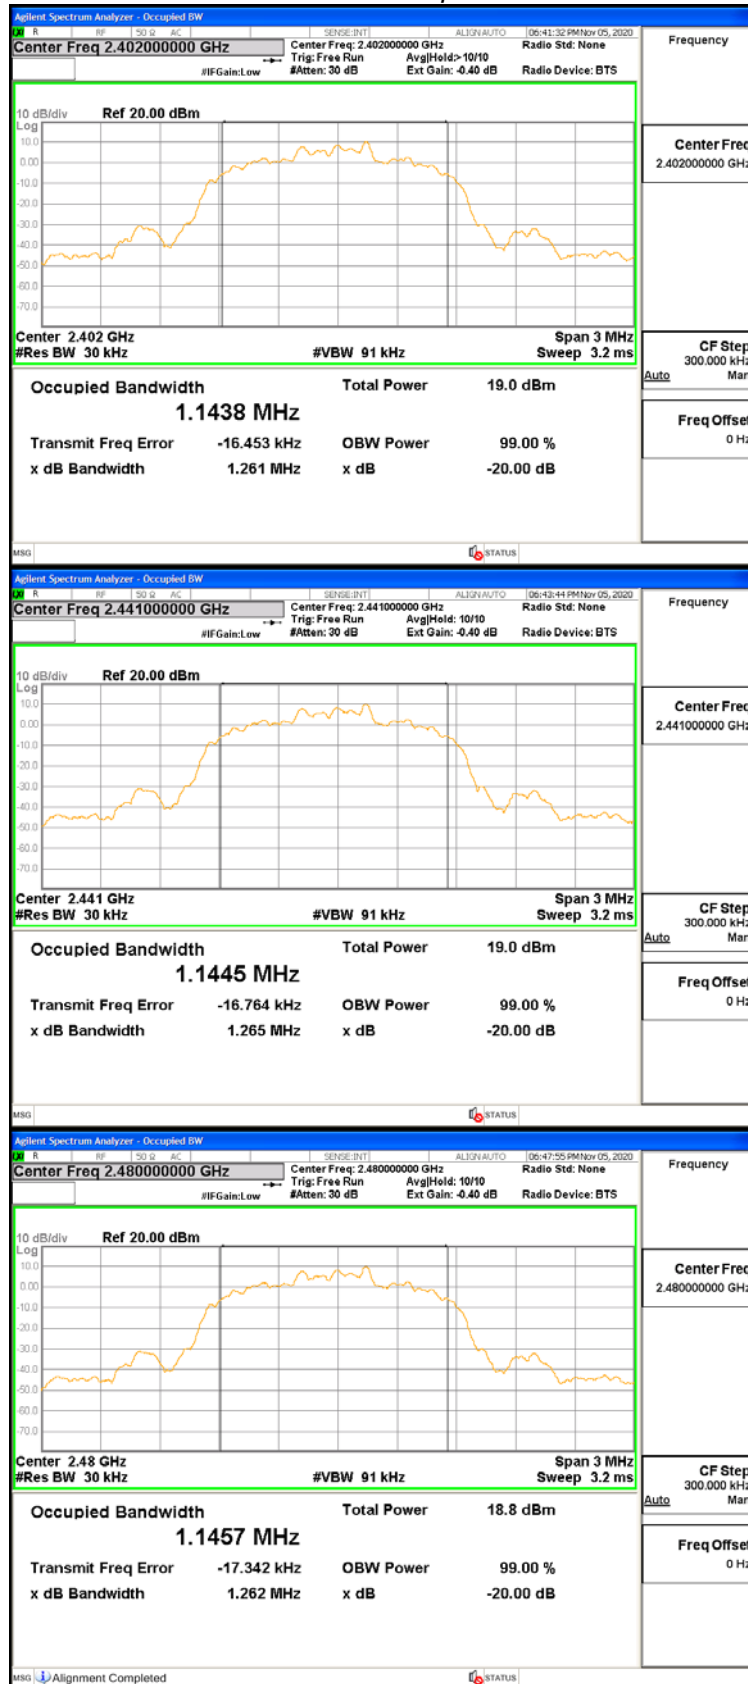 Agilent Spectrum Analyzer - Occupied BW
R RF 50 Ω AC SENSE:INT ALIGN AUTO 06:41:32 PM Nov 05, 2020
Center Freq 2.402000000 GHz
Center Freq: 2.402000000 GHz
Radio Std: None
Trig: Free Run Avg|Hold:> 10/10
#IFGain:Low #Atten: 30 dB Ext Gain: -0.40 dB Radio Device: BTS
Frequency
10 dB/div Ref 20.00 dBm
Log
10.0
0.00
-10.0
-20.0
-30.0
-40.0
-50.0
-60.0
-70.0
Center Freq
2.402000000 GHz
Center 2.402 GHz Span 3 MHz
#Res BW 30 kHz #VBW 91 kHz Sweep 3.2 ms
CF Step
300.000 kHz
Auto Man
Occupied Bandwidth Total Power 19.0 dBm
1.1438 MHz
Transmit Freq Error -16.453 kHz OBW Power 99.00 %
x dB Bandwidth 1.261 MHz x dB -20.00 dB
Freq Offset
0 Hz
MSG STATUS
Agilent Spectrum Analyzer - Occupied BW
R RF 50 Ω AC SENSE:INT ALIGN AUTO 06:43:44 PM Nov 05, 2020
Center Freq 2.441000000 GHz
Center Freq: 2.441000000 GHz
Radio Std: None
Trig: Free Run Avg|Hold: 10/10
#IFGain:Low #Atten: 30 dB Ext Gain: -0.40 dB Radio Device: BTS
Frequency
10 dB/div Ref 20.00 dBm
Log
10.0
0.00
-10.0
-20.0
-30.0
-40.0
-50.0
-60.0
-70.0
Center Freq
2.441000000 GHz
Center 2.441 GHz Span 3 MHz
#Res BW 30 kHz #VBW 91 kHz Sweep 3.2 ms
CF Step
300.000 kHz
Auto Man
Occupied Bandwidth Total Power 19.0 dBm
1.1445 MHz
Transmit Freq Error -16.764 kHz OBW Power 99.00 %
x dB Bandwidth 1.265 MHz x dB -20.00 dB
Freq Offset
0 Hz
MSG STATUS
Agilent Spectrum Analyzer - Occupied BW
R RF 50 Ω AC SENSE:INT ALIGN AUTO 06:47:55 PM Nov 05, 2020
Center Freq 2.480000000 GHz
Center Freq: 2.480000000 GHz
Radio Std: None
Trig: Free Run Avg|Hold: 10/10
#IFGain:Low #Atten: 30 dB Ext Gain: -0.40 dB Radio Device: BTS
Frequency
10 dB/div Ref 20.00 dBm
Log
10.0
0.00
-10.0
-20.0
-30.0
-40.0
-50.0
-60.0
-70.0
Center Freq
2.480000000 GHz
Center 2.48 GHz Span 3 MHz
#Res BW 30 kHz #VBW 91 kHz Sweep 3.2 ms
CF Step
300.000 kHz
Auto Man
Occupied Bandwidth Total Power 18.8 dBm
1.1457 MHz
Transmit Freq Error -17.342 kHz OBW Power 99.00 %
x dB Bandwidth 1.262 MHz x dB -20.00 dB
Freq Offset
0 Hz
MSG Alignment Completed STATUS